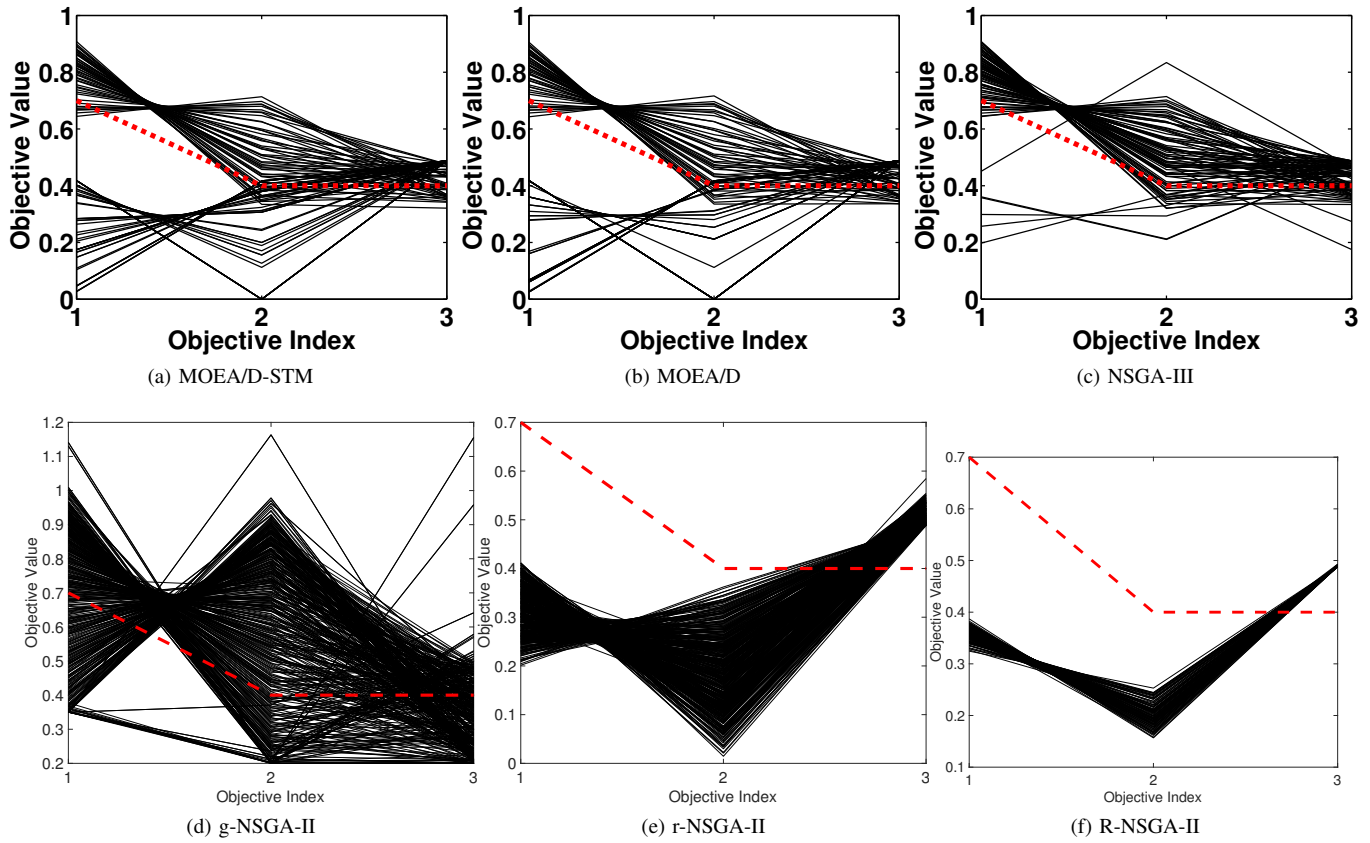 1
0.8
0.6
0.4
0.2
0
Objective Value
1 2 3
Objective Index
(a) MOEA/D-STM
1
0.8
0.6
0.4
0.2
0
Objective Value
1 2 3
Objective Index
(b) MOEA/D
1
0.8
0.6
0.4
0.2
0
Objective Value
1 2 3
Objective Index
(c) NSGA-III
1.2
1.1
1
0.9
0.8
0.7
0.6
0.5
0.4
0.3
0.2
Objective Value
1 2 3
Objective Index
(d) g-NSGA-II
0.7
0.6
0.5
0.4
0.3
0.2
0.1
0
Objective Value
1 2 3
Objective Index
(e) r-NSGA-II
0.7
0.6
0.5
0.4
0.3
0.2
0.1
Objective Value
1 2 3
Objective Index
(f) R-NSGA-II